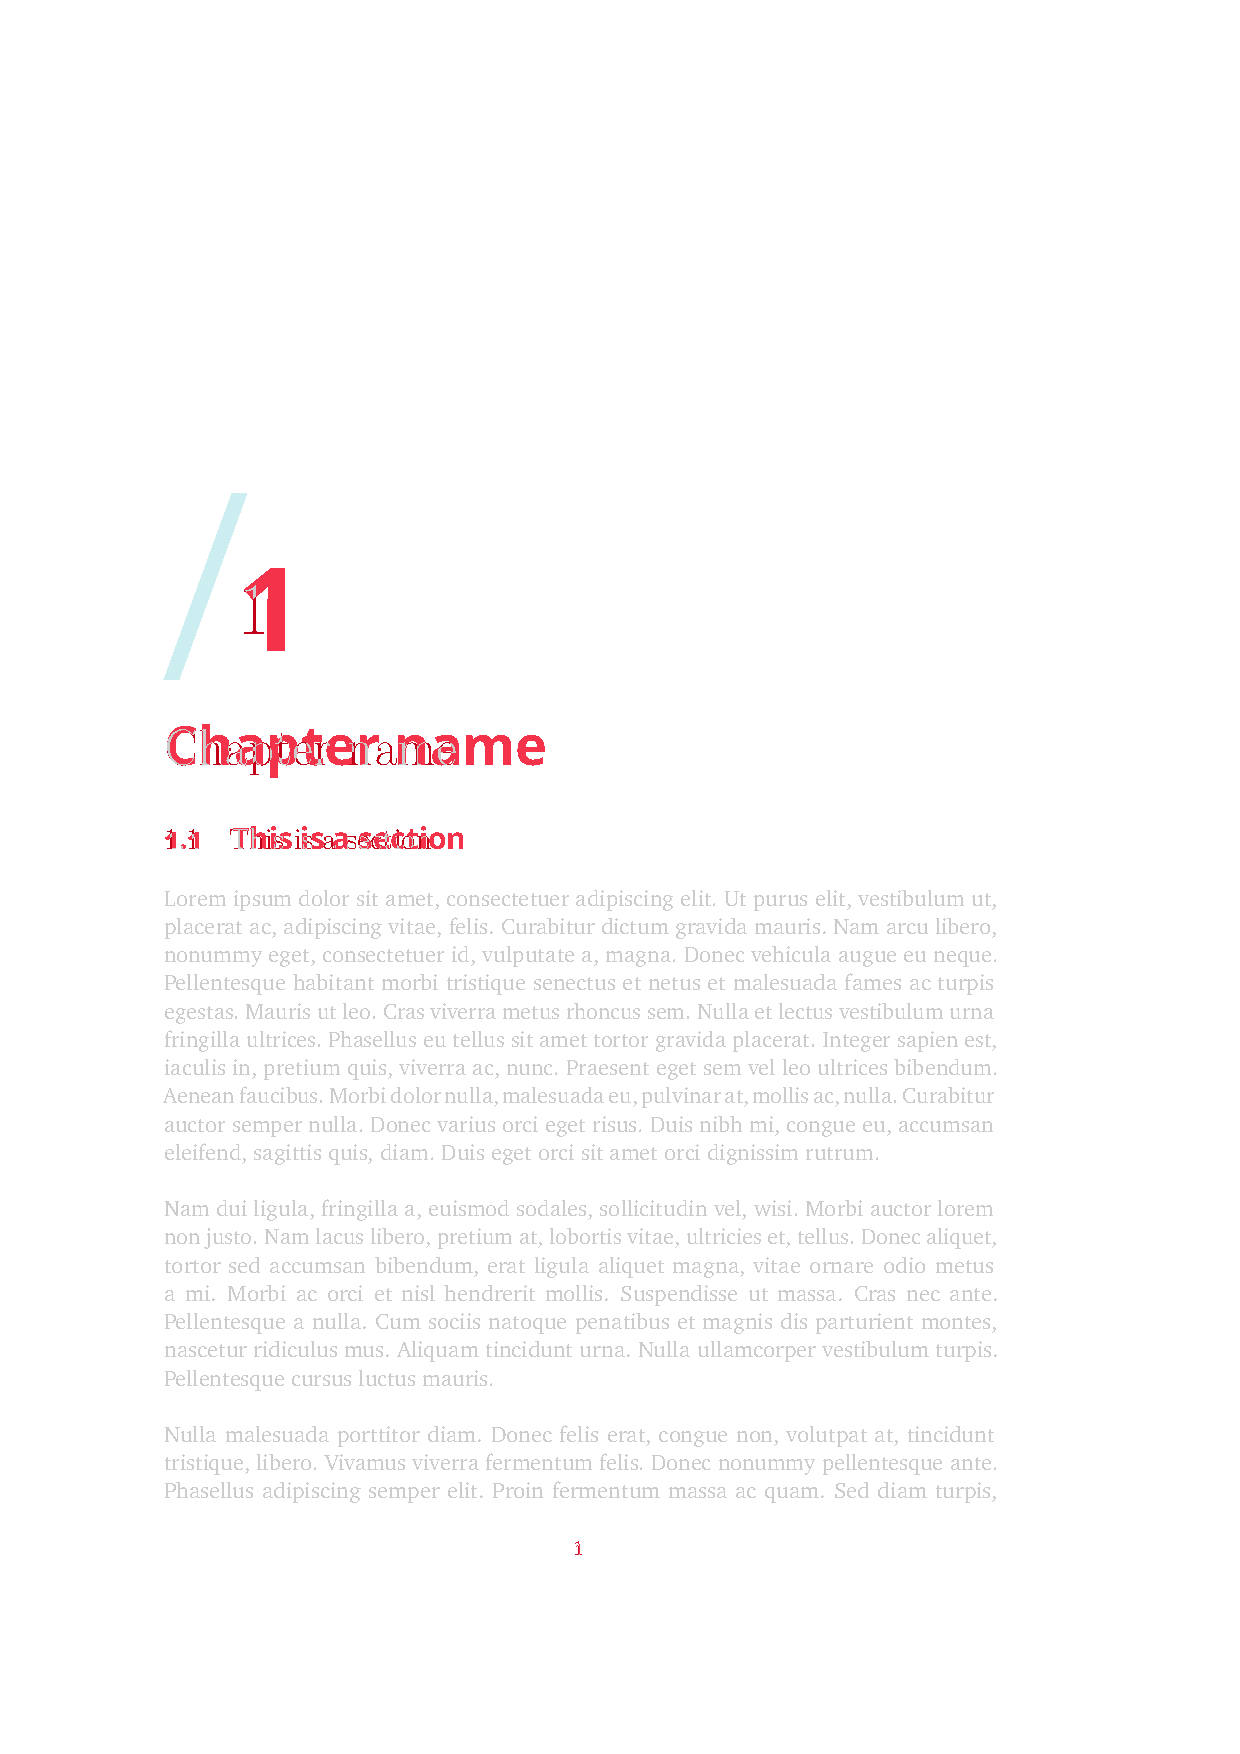 1
Chapter name
1.1 This is a section
Lorem ipsum dolor sit amet, consectetuer adipiscing elit. Ut purus elit, vestibulum ut,
placerat ac, adipiscing vitae, felis. Curabitur dictum gravida mauris. Nam arcu libero,
nonummy eget, consectetuer id, vulputate a, magna. Donec vehicula augue eu neque.
Pellentesque habitant morbi tristique senectus et netus et malesuada fames ac turpis
egestas. Mauris ut leo. Cras viverra metus rhoncus sem. Nulla et lectus vestibulum urna
fringilla ultrices. Phasellus eu tellus sit amet tortor gravida placerat. Integer sapien est,
iaculis in, pretium quis, viverra ac, nunc. Praesent eget sem vel leo ultrices bibendum.
Aenean faucibus. Morbi dolor nulla, malesuada eu, pulvinar at, mollis ac, nulla. Curabitur
auctor semper nulla. Donec varius orci eget risus. Duis nibh mi, congue eu, accumsan
eleifend, sagittis quis, diam. Duis eget orci sit amet orci dignissim rutrum.
Nam dui ligula, fringilla a, euismod sodales, sollicitudin vel, wisi. Morbi auctor lorem
non justo. Nam lacus libero, pretium at, lobortis vitae, ultricies et, tellus. Donec aliquet,
tortor sed accumsan bibendum, erat ligula aliquet magna, vitae ornare odio metus
a mi. Morbi ac orci et nisl hendrerit mollis. Suspendisse ut massa. Cras nec ante.
Pellentesque a nulla. Cum sociis natoque penatibus et magnis dis parturient montes,
nascetur ridiculus mus. Aliquam tincidunt urna. Nulla ullamcorper vestibulum turpis.
Pellentesque cursus luctus mauris.
Nulla malesuada porttitor diam. Donec felis erat, congue non, volutpat at, tincidunt
tristique, libero. Vivamus viverra fermentum felis. Donec nonummy pellentesque ante.
Phasellus adipiscing semper elit. Proin fermentum massa ac quam. Sed diam turpis,
1